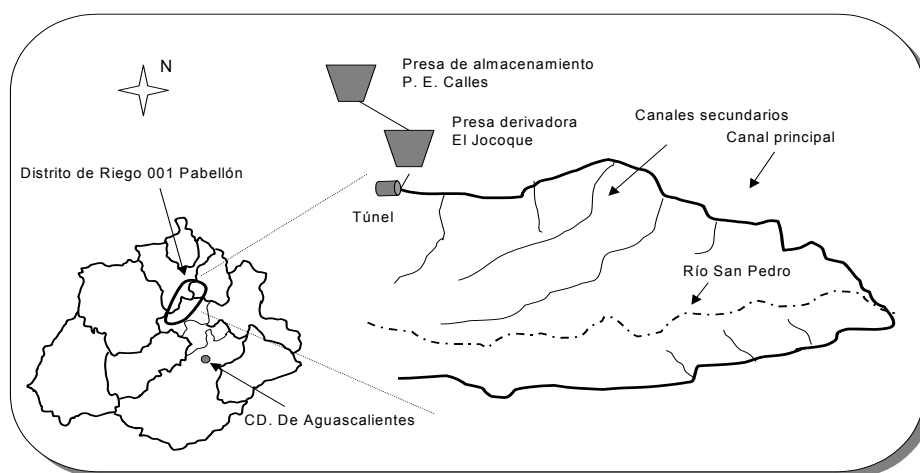 N
Presa de almacenamiento
P. E. Calles
Presa derivadora
El Jocoque
Canales secundarios
Canal principal
Distrito de Riego 001 Pabellón
Túnel
Río San Pedro
CD. De Aguascalientes